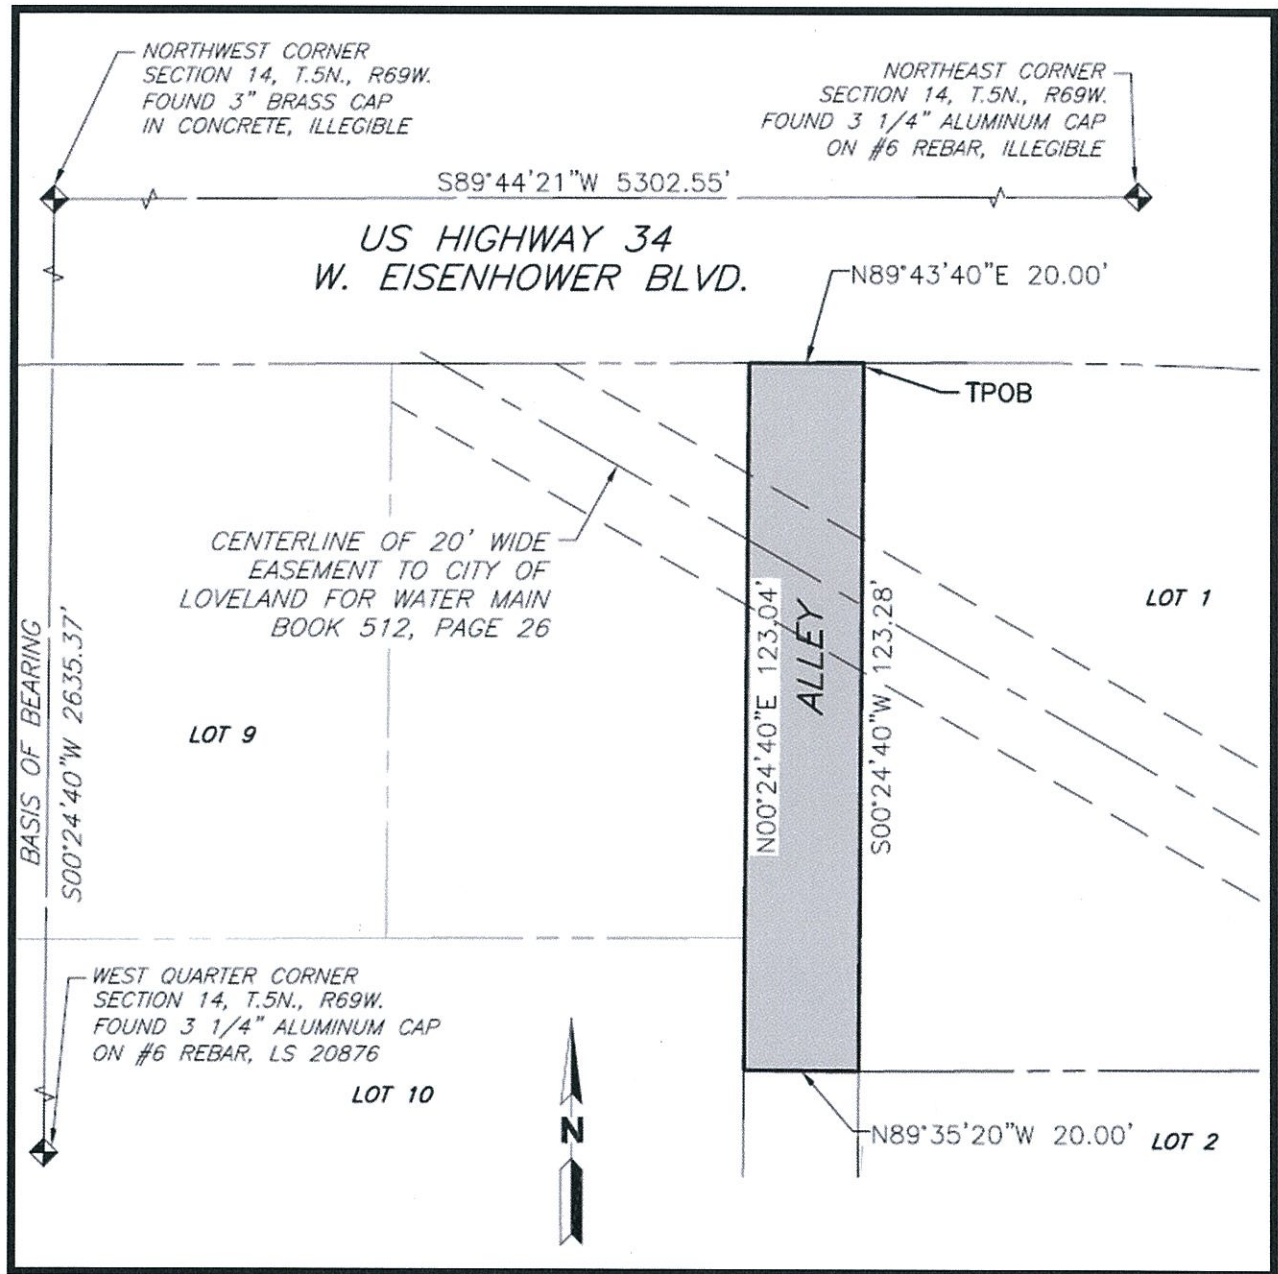 NORTHWEST CORNER
SECTION 14, T.5N., R69W.
FOUND 3" BRASS CAP
IN CONCRETE, ILLEGIBLE
NORTHEAST CORNER
SECTION 14, T.5N., R69W.
FOUND 3 1/4" ALUMINUM CAP
ON #6 REBAR, ILLEGIBLE
S89°44'21"W 5302.55'
US HIGHWAY 34
W. EISENHOWER BLVD.
N89°43'40"E 20.00'
TPOB
CENTERLINE OF 20' WIDE
EASEMENT TO CITY OF
LOVELAND FOR WATER MAIN
BOOK 512, PAGE 26
LOT 1
BASIS OF BEARING
S00°24'40"W 2635.37'
LOT 9
N00°24'40"E 123.04'
ALLEY
S00°24'40"W 123.28'
WEST QUARTER CORNER
SECTION 14, T.5N., R69W.
FOUND 3 1/4" ALUMINUM CAP
ON #6 REBAR, LS 20876
LOT 10
N
N89°35'20"W 20.00'
LOT 2